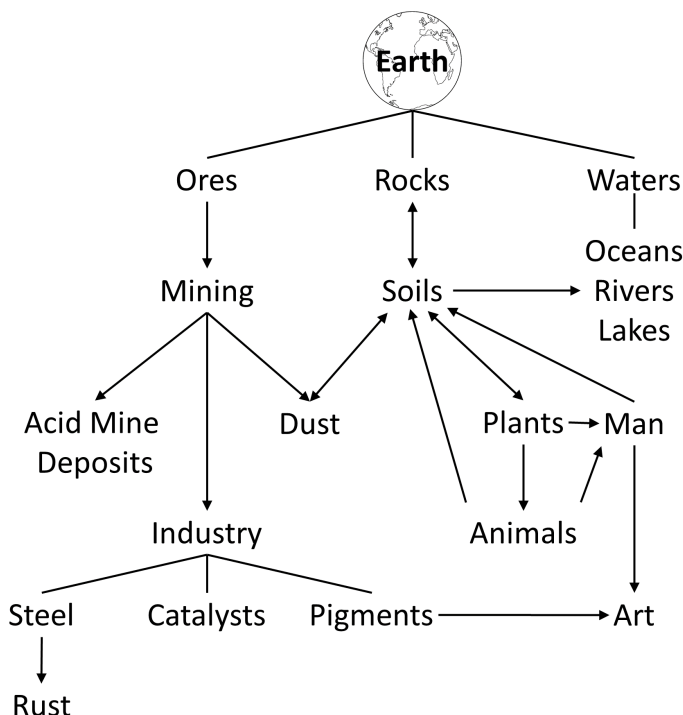 Earth
Ores
Rocks
Waters
Oceans
Mining
Soils
Rivers
Lakes
Acid Mine
Deposits
Dust
Plants
Man
Industry
Animals
Steel
Catalysts
Pigments
Art
Rust